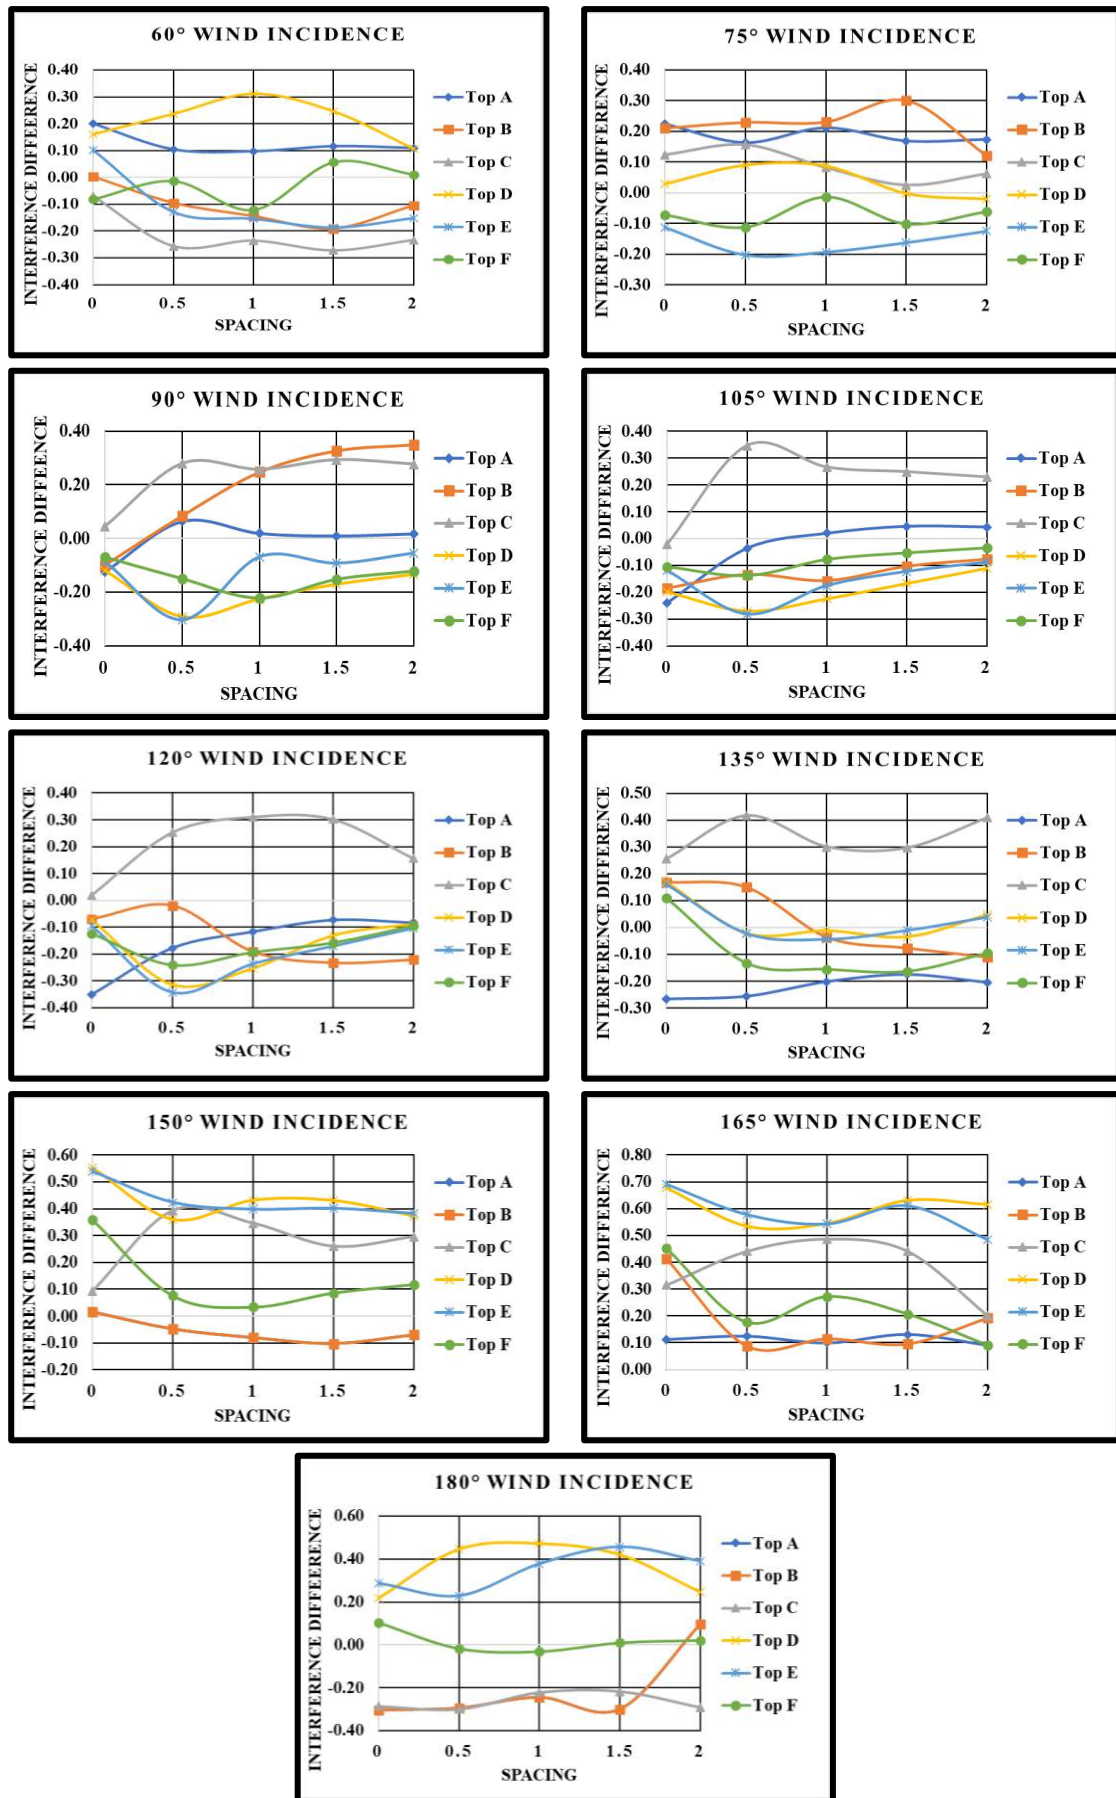 60° WIND INCIDENCE
INTERFERENCE DIFFEERENCE
0.40
0.30
0.20
0.10
0.00
-0.10
-0.20
-0.30
-0.40
0 0.5 1 1.5 2
SPACING
Top A
Top B
Top C
Top D
Top E
Top F
75° WIND INCIDENCE
INTERFERENCE DIFFERENCE
0.40
0.30
0.20
0.10
0.00
-0.10
-0.20
-0.30
0 0.5 1 1.5 2
SPACING
Top A
Top B
Top C
Top D
Top E
Top F
90° WIND INCIDENCE
INTERFERENCE DIFFEENCE
0.40
0.20
0.00
-0.20
-0.40
0 0.5 1 1.5 2
SPACING
Top A
Top B
Top C
Top D
Top E
Top F
105° WIND INCIDENCE
INTERFERENCE DIFFERENCE
0.40
0.30
0.20
0.10
0.00
-0.10
-0.20
-0.30
-0.40
0 0.5 1 1.5 2
SPACING
Top A
Top B
Top C
Top D
Top E
Top F
120° WIND INCIDENCE
INTERFERENCE DIFFERENCE
0.40
0.30
0.20
0.10
0.00
-0.10
-0.20
-0.30
-0.40
0 0.5 1 1.5 2
SPACING
Top A
Top B
Top C
Top D
Top E
Top F
135° WIND INCIDENCE
INTERFERENCE DIFFERENCE
0.50
0.40
0.30
0.20
0.10
0.00
-0.10
-0.20
-0.30
0 0.5 1 1.5 2
SPACING
Top A
Top B
Top C
Top D
Top E
Top F
150° WIND INCIDENCE
INTERFERENCE DIFFERENCE
0.60
0.50
0.40
0.30
0.20
0.10
0.00
-0.10
-0.20
0 0.5 1 1.5 2
SPACING
Top A
Top B
Top C
Top D
Top E
Top F
165° WIND INCIDENCE
INTERFERENCE DIFFERENCE
0.80
0.70
0.60
0.50
0.40
0.30
0.20
0.10
0.00
0 0.5 1 1.5 2
SPACING
Top A
Top B
Top C
Top D
Top E
Top F
180° WIND INCIDENCE
INTERFERENCE DIFFEERENCE
0.60
0.40
0.20
0.00
-0.20
-0.40
0 0.5 1 1.5 2
SPACING
Top A
Top B
Top C
Top D
Top E
Top F